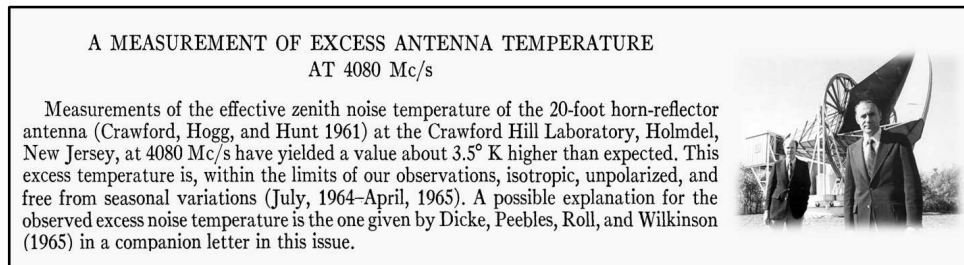 A MEASUREMENT OF EXCESS ANTENNA TEMPERATURE
AT 4080 Mc/s
Measurements of the effective zenith noise temperature of the 20-foot horn-reflector
antenna (Crawford, Hogg, and Hunt 1961) at the Crawford Hill Laboratory, Holmdel,
New Jersey, at 4080 Mc/s have yielded a value about 3.5° K higher than expected. This
excess temperature is, within the limits of our observations, isotropic, unpolarized, and
free from seasonal variations (July, 1964–April, 1965). A possible explanation for the
observed excess noise temperature is the one given by Dicke, Peebles, Roll, and Wilkinson
(1965) in a companion letter in this issue.